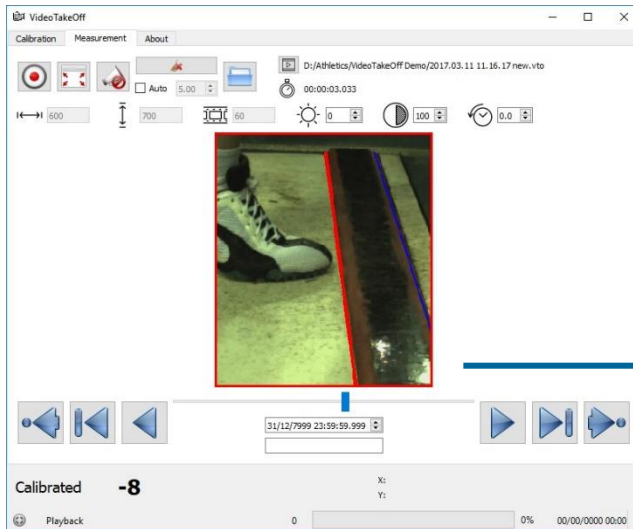 VideoTakeOff
Calibration Measurement About
D:/Athletics/VideoTakeOff Demo/2017.03.11 11.16.17 new.vto
Auto 5.00 00:00:03.033
600 700 60 0 100 0.0
31/12/7999 23:59:59.999
Calibrated -8 X:
Y:
Playback 0 0% 00/00/0000 00:00